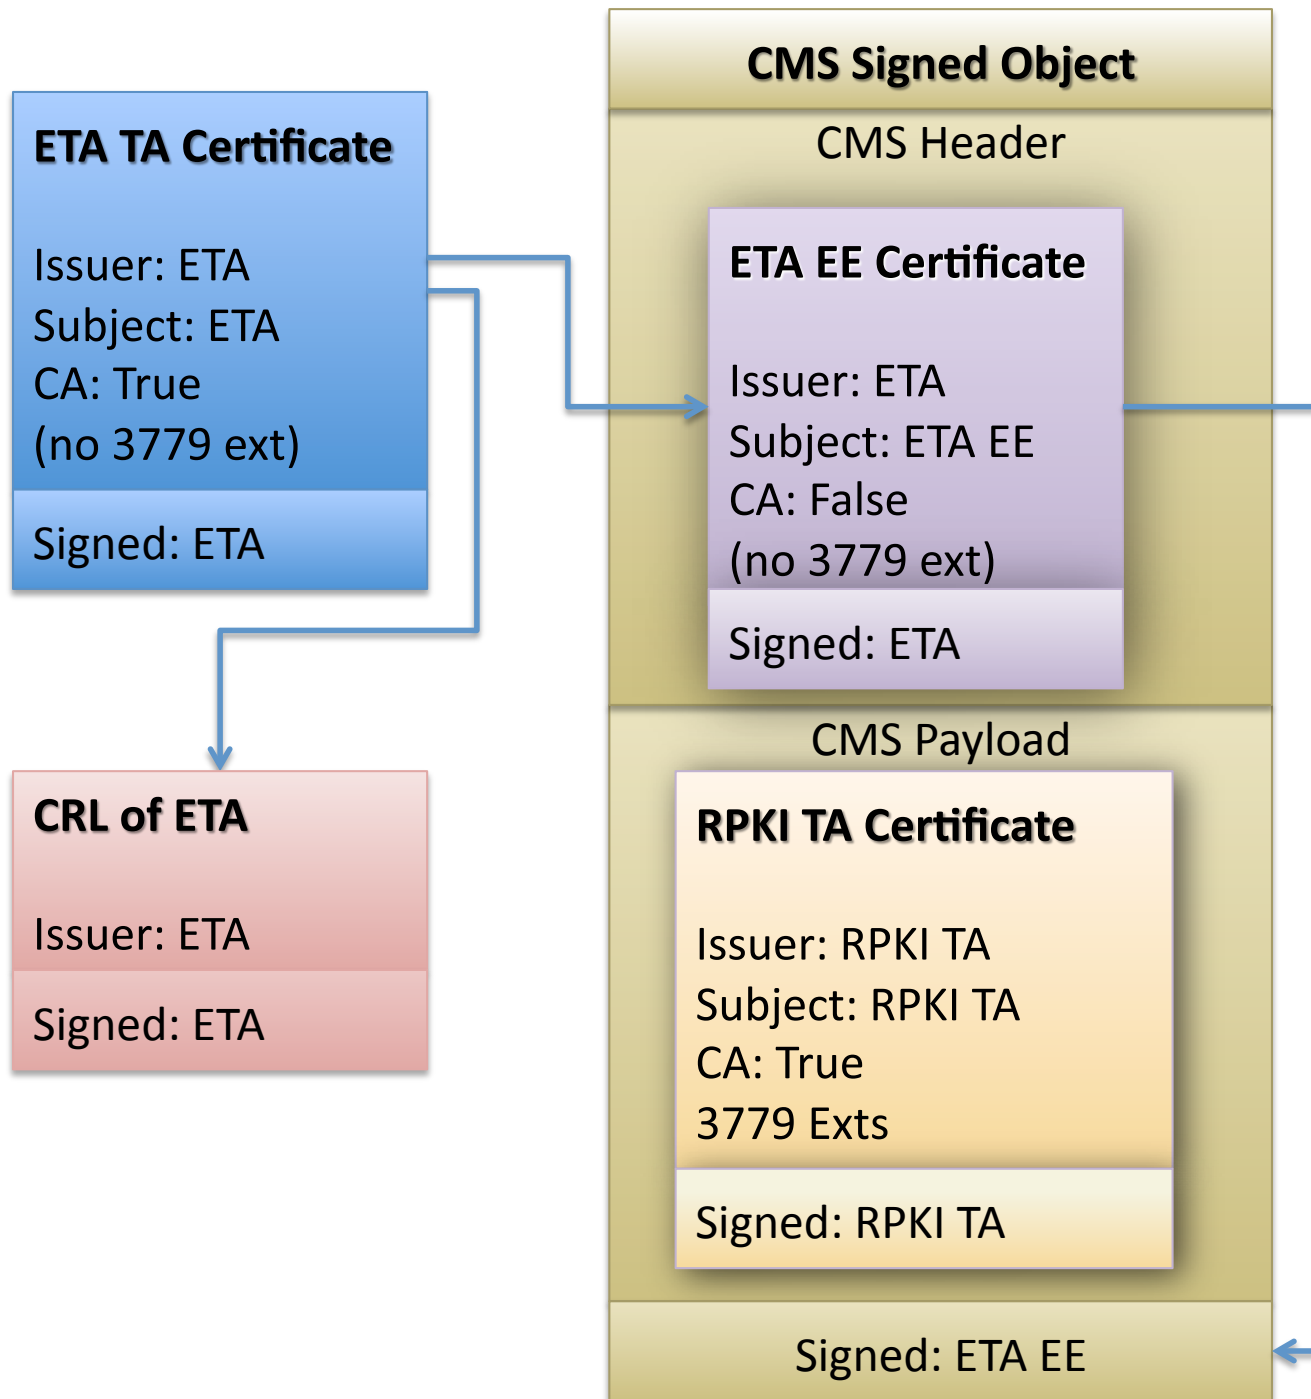 ETA TA Certificate
Issuer: ETA
Subject: ETA
CA: True
(no 3779 ext)
Signed: ETA
CRL of ETA
Issuer: ETA
Signed: ETA
CMS Signed Object
CMS Header
ETA EE Certificate
Issuer: ETA
Subject: ETA EE
CA: False
(no 3779 ext)
Signed: ETA
CMS Payload
RPKI TA Certificate
Issuer: RPKI TA
Subject: RPKI TA
CA: True
3779 Exts
Signed: RPKI TA
Signed: ETA EE